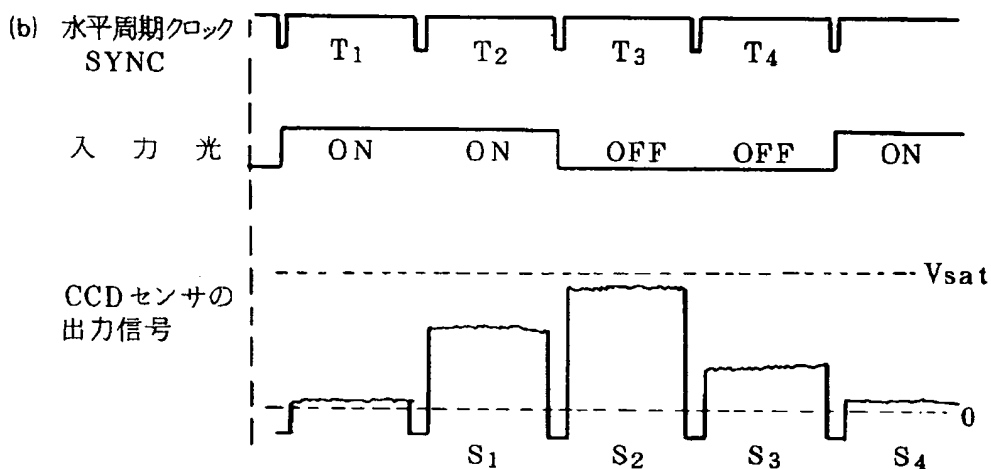 (b) 水平周期クロック
SYNC
T1 T2 T3 T4
入力光
ON ON OFF OFF ON
Vsat
CCDセンサの
出力信号
0
S1 S2 S3 S4